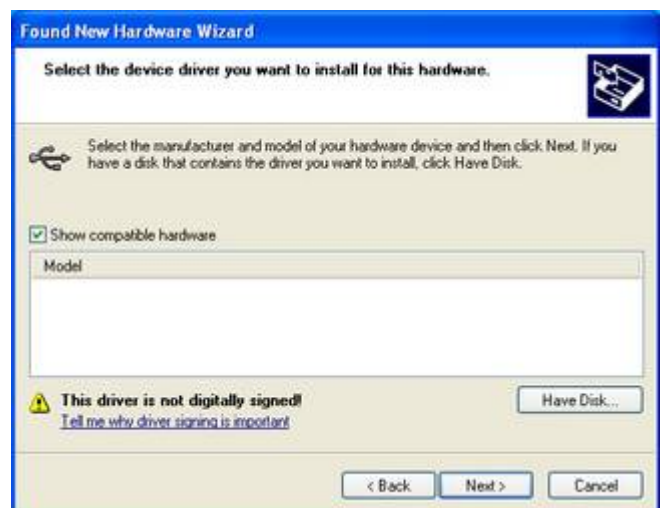 Found New Hardware Wizard
Select the device driver you want to install for this hardware.
Select the manufacturer and model of your hardware device and then click Next. If you
have a disk that contains the driver you want to install, click Have Disk.
Show compatible hardware
Model
This driver is not digitally signed!
Have Disk...
Tell me why driver signing is important
< Back
Next >
Cancel